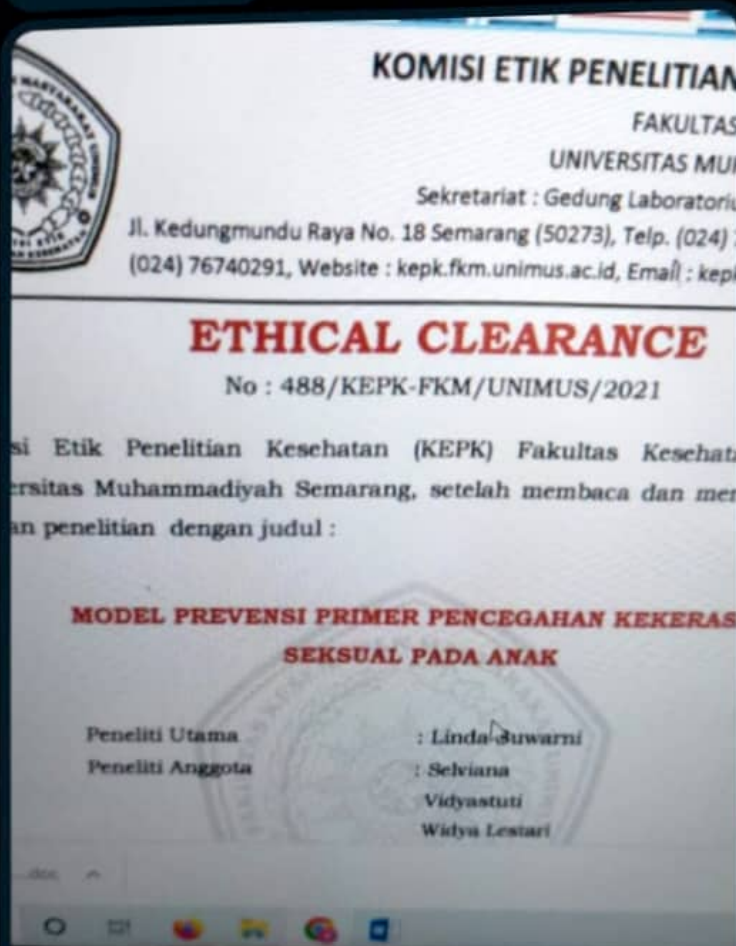 KOMISI ETIK PENELITIAN
FAKULTAS
UNIVERSITAS MU
Sekretariat : Gedung Laboratori
Jl. Kedungmundu Raya No. 18 Semarang (50273), Telp. (024)
(024) 76740291, Website : kepk.fkm.unimus.ac.id, Email : kepk
ETHICAL CLEARANCE
No : 488/KEPK-FKM/UNIMUS/2021
si Etik Penelitian Kesehatan (KEPK) Fakultas Kesehat
ersitas Muhammadiyah Semarang, setelah membaca dan me
an penelitian dengan judul :
MODEL PREVENSI PRIMER PENCEGAHAN KEKERAS
SEKSUAL PADA ANAK
Peneliti Utama : Linda Suwarni
Peneliti Anggota : Selviana
Vidyastuti
Widya Lestari